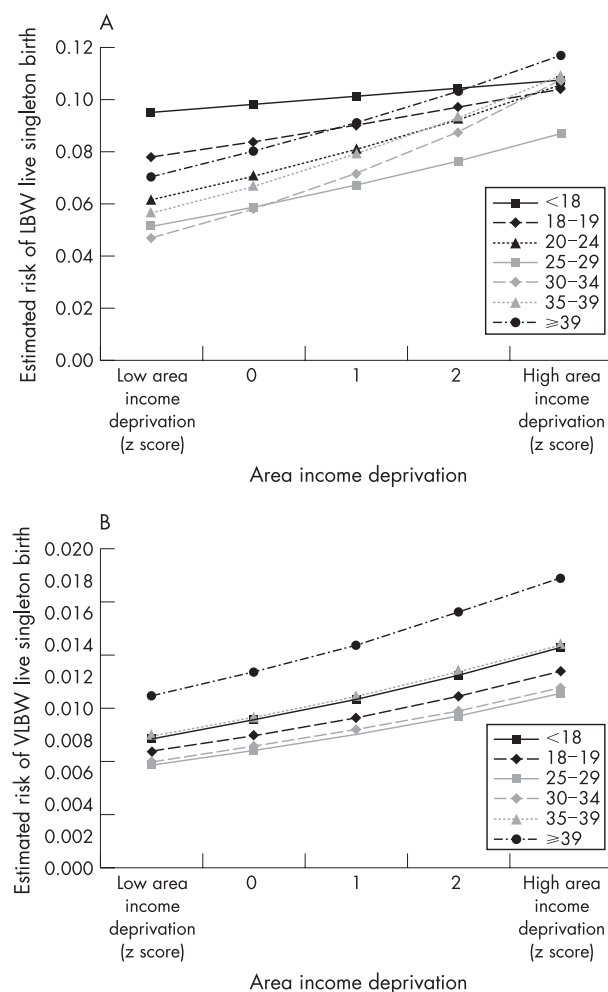 A
Estimated risk of LBW live singleton birth
0.12
0.10
0.08
0.06
0.04
0.02
0.00
<18
18–19
20–24
25–29
30–34
35–39
⩾39
Low area
income
deprivation
(z score)
0
1
2
High area
income
deprivation
(z score)
Area income deprivation
B
Estimated risk of VLBW live singleton birth
0.020
0.018
0.016
0.014
0.012
0.010
0.008
0.006
0.004
0.002
0.000
<18
18–19
25–29
30–34
35–39
⩾39
Low area
income
deprivation
(z score)
0
1
2
High area
income
deprivation
(z score)
Area income deprivation